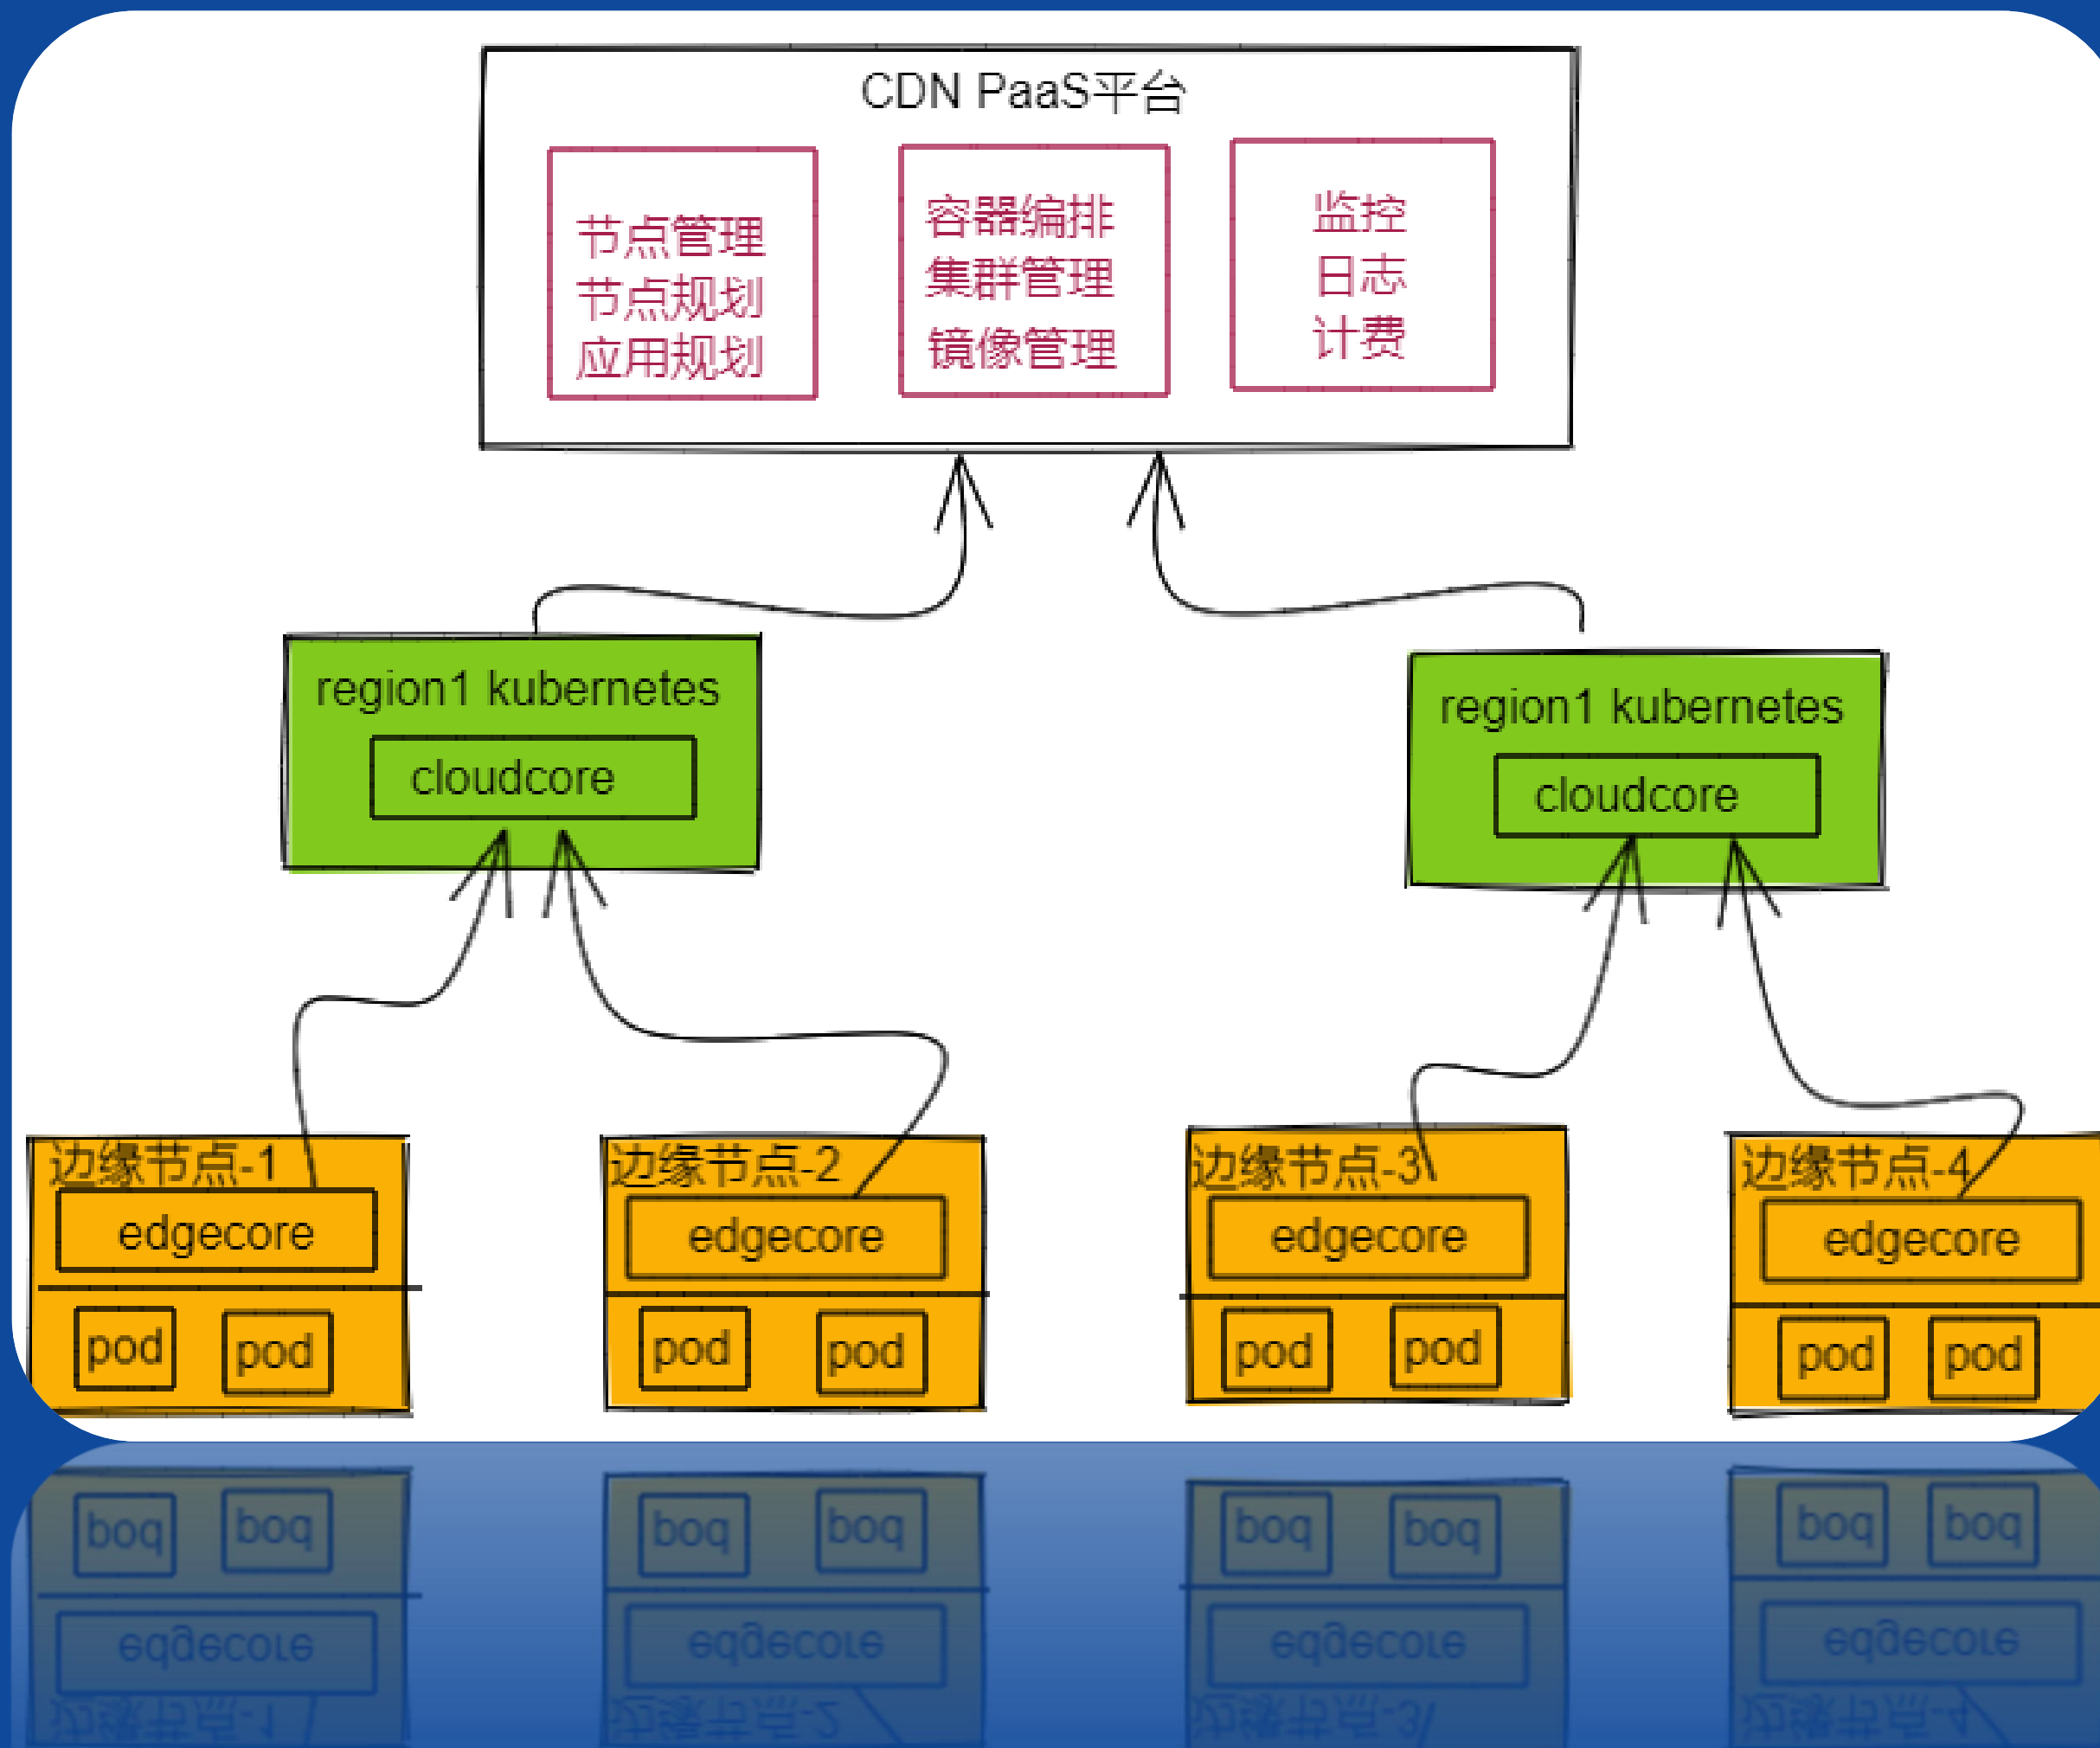 CDN PaaS平台
节点管理
节点规划
应用规划
容器编排
集群管理
镜像管理
监控
日志
计费
region1 kubernetes
cloudcore
region1 kubernetes
cloudcore
边缘节点-1
edgecore
pod pod
边缘节点-2
edgecore
pod pod
边缘节点-3
edgecore
pod pod
边缘节点-4
edgecore
pod pod